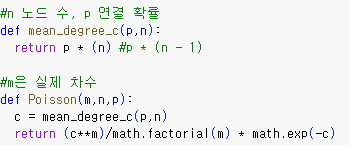 #n 노드 수, p 연결 확률
def mean_degree_c(p,n):
  return p * (n) #p * (n - 1)

#m은 실제 차수
def Poisson(m,n,p):
  c = mean_degree_c(p,n)
  return (c**m)/math.factorial(m) * math.exp(-c)